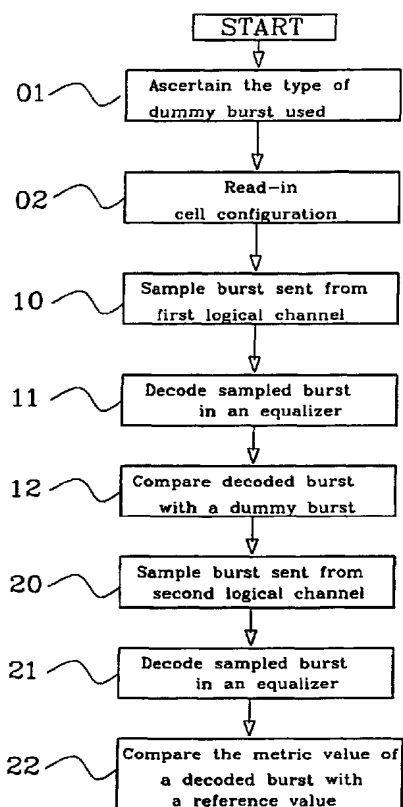 START
01
Ascertain the type of
dummy burst used
02
Read-in
cell configuration
10
Sample burst sent from
first logical channel
11
Decode sampled burst
in an equalizer
12
Compare decoded burst
with a dummy burst
20
Sample burst sent from
second logical channel
21
Decode sampled burst
in an equalizer
22
Compare the metric value of
a decoded burst with
a reference value